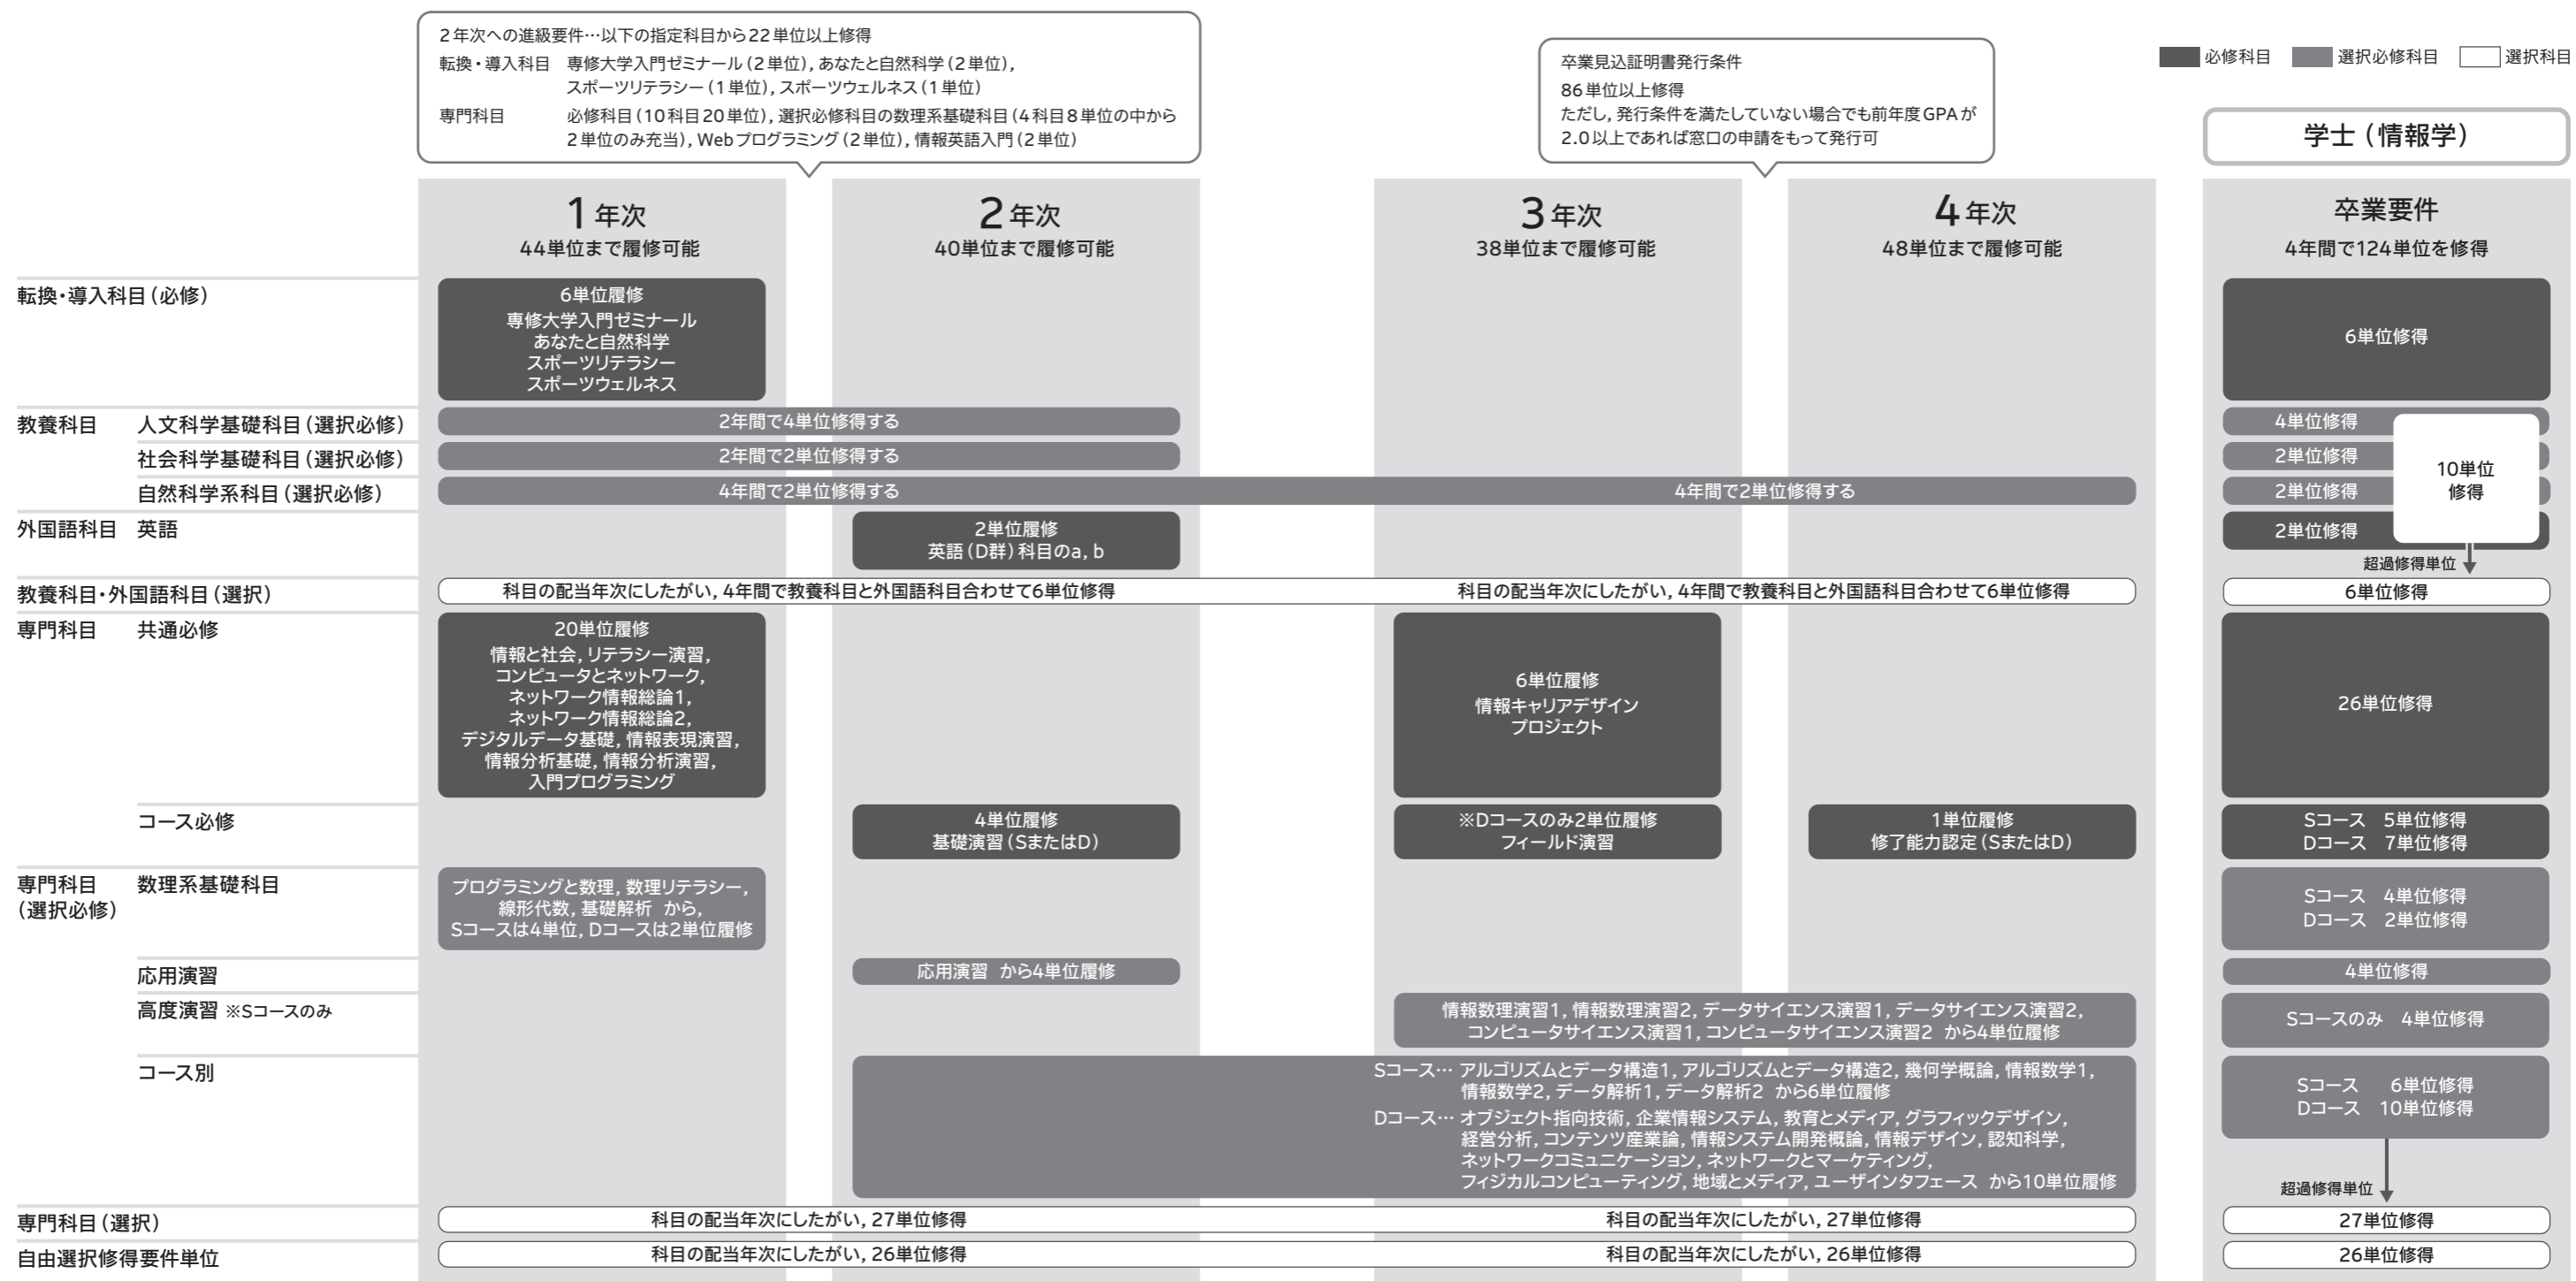 2年次への進級要件…以下の指定科目から22単位以上修得
転換・導入科目 専修大学入門ゼミナール(2単位), あなたと自然科学(2単位),
スポーツリテラシー(1単位), スポーツウェルネス(1単位)
専門科目 必修科目(10科目20単位), 選択必修科目の数理系基礎科目(4科目8単位の中から
2単位のみ充当), Webプログラミング(2単位), 情報英語入門(2単位)
卒業見込証明書発行条件
86単位以上修得
ただし, 発行条件を満たしていない場合でも前年度GPAが
2.0以上であれば窓口の申請をもって発行可
必修科目 選択必修科目 選択科目
学士(情報学)
1年次
44単位まで履修可能
2年次
40単位まで履修可能
3年次
38単位まで履修可能
4年次
48単位まで履修可能
卒業要件
4年間で124単位を修得
転換・導入科目(必修)
6単位履修
専修大学入門ゼミナール
あなたと自然科学
スポーツリテラシー
スポーツウェルネス
6単位修得
教養科目 人文科学基礎科目(選択必修)
2年間で4単位修得する
4単位修得
社会科学基礎科目(選択必修)
2年間で2単位修得する
2単位修得
自然科学系科目(選択必修)
4年間で2単位修得する
4年間で2単位修得する
2単位修得
10単位
修得
外国語科目 英語
2単位履修
英語(D群)科目のa, b
2単位修得
超過修得単位
教養科目・外国語科目(選択)
科目の配当年次にしたがい, 4年間で教養科目と外国語科目合わせて6単位修得
科目の配当年次にしたがい, 4年間で教養科目と外国語科目合わせて6単位修得
6単位修得
専門科目 共通必修
20単位履修
情報と社会, リテラシー演習,
コンピュータとネットワーク,
ネットワーク情報総論1,
ネットワーク情報総論2,
デジタルデータ基礎, 情報表現演習,
情報分析基礎, 情報分析演習,
入門プログラミング
6単位履修
情報キャリアデザイン
プロジェクト
26単位修得
コース必修
4単位履修
基礎演習(SまたはD)
※Dコースのみ2単位履修
フィールド演習
1単位履修
修了能力認定(SまたはD)
Sコース 5単位修得
Dコース 7単位修得
専門科目 数理系基礎科目
(選択必修)
プログラミングと数理, 数理リテラシー,
線形代数, 基礎解析 から,
Sコースは4単位, Dコースは2単位履修
Sコース 4単位修得
Dコース 2単位修得
応用演習
応用演習 から4単位履修
4単位修得
高度演習 ※Sコースのみ
情報数理演習1, 情報数理演習2, データサイエンス演習1, データサイエンス演習2,
コンピュータサイエンス演習1, コンピュータサイエンス演習2 から4単位履修
Sコースのみ 4単位修得
コース別
Sコース… アルゴリズムとデータ構造1, アルゴリズムとデータ構造2, 幾何学概論, 情報数学1,
情報数学2, データ解析1, データ解析2 から6単位履修
Dコース… オブジェクト指向技術, 企業情報システム, 教育とメディア, グラフィックデザイン,
経営分析, コンテンツ産業論, 情報システム開発概論, 情報デザイン, 認知科学,
ネットワークコミュニケーション, ネットワークとマーケティング,
フィジカルコンピューティング, 地域とメディア, ユーザインタフェース から10単位履修
Sコース 6単位修得
Dコース 10単位修得
超過修得単位
専門科目(選択)
科目の配当年次にしたがい, 27単位修得
科目の配当年次にしたがい, 27単位修得
27単位修得
自由選択修得要件単位
科目の配当年次にしたがい, 26単位修得
科目の配当年次にしたがい, 26単位修得
26単位修得